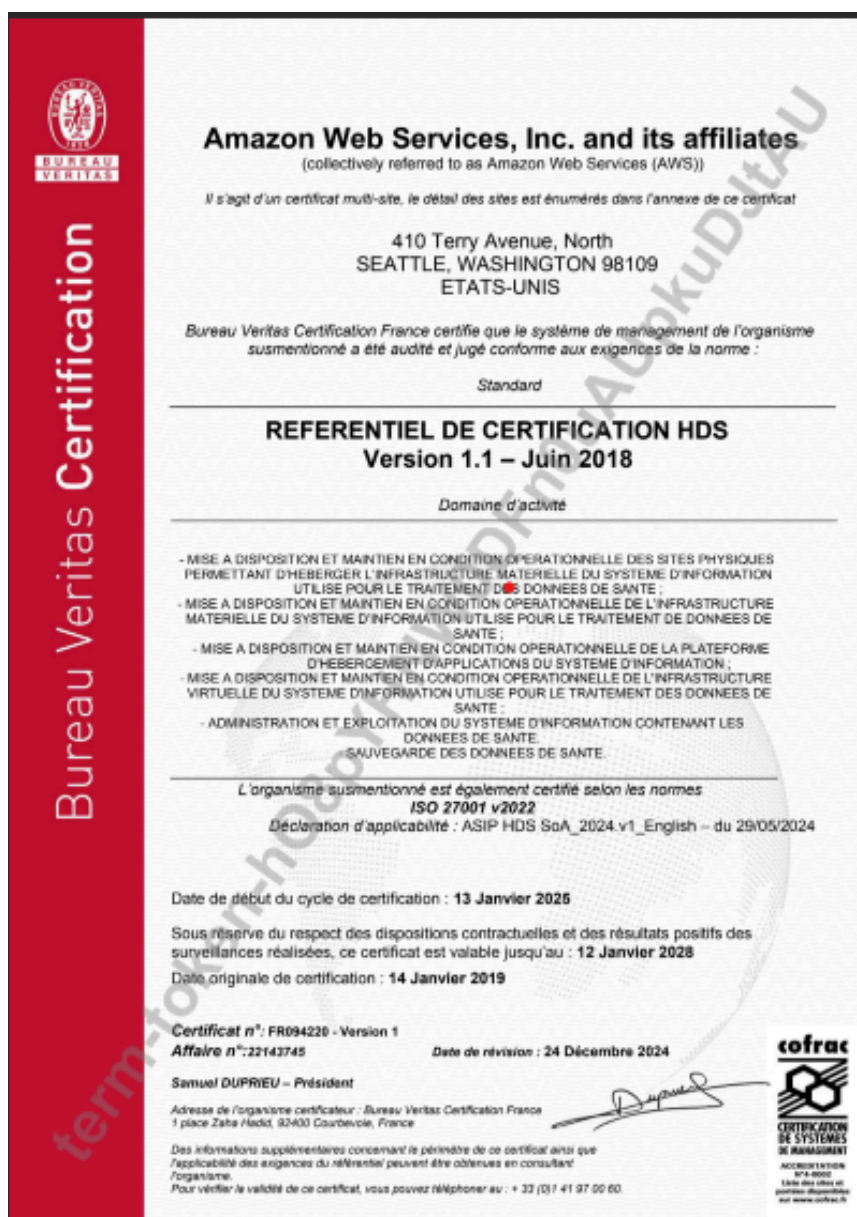 BUREAU
VERITAS
Bureau Veritas Certification
Amazon Web Services, Inc. and its affiliates
(collectively referred to as Amazon Web Services (AWS))
Il s'agit d'un certificat multi-site, le détail des sites est énumérés dans l'annexe de ce certificat
410 Terry Avenue, North
SEATTLE, WASHINGTON 98109
ETATS-UNIS
Bureau Veritas Certification France certifie que le système de management de l'organisme
susmentionné a été audité et jugé conforme aux exigences de la norme :
Standard
REFERENTIEL DE CERTIFICATION HDS
Version 1.1 – Juin 2018
Domaine d'activité
- MISE A DISPOSITION ET MAINTIEN EN CONDITION OPERATIONNELLE DES SITES PHYSIQUES
PERMETTANT D'HEBERGER L'INFRASTRUCTURE MATERIELLE DU SYSTEME D'INFORMATION
UTILISE POUR LE TRAITEMENT DES DONNEES DE SANTE ;
- MISE A DISPOSITION ET MAINTIEN EN CONDITION OPERATIONNELLE DE L'INFRASTRUCTURE
MATERIELLE DU SYSTEME D'INFORMATION UTILISE POUR LE TRAITEMENT DE DONNEES DE
SANTE ;
- MISE A DISPOSITION ET MAINTIEN EN CONDITION OPERATIONNELLE DE LA PLATEFORME
D'HEBERGEMENT D'APPLICATIONS DU SYSTEME D'INFORMATION ;
- MISE A DISPOSITION ET MAINTIEN EN CONDITION OPERATIONNELLE DE L'INFRASTRUCTURE
VIRTUELLE DU SYSTEME D'INFORMATION UTILISE POUR LE TRAITEMENT DES DONNEES DE
SANTE ;
- ADMINISTRATION ET EXPLOITATION DU SYSTEME D'INFORMATION CONTENANT LES
DONNEES DE SANTE.
- SAUVEGARDE DES DONNEES DE SANTE.
L'organisme susmentionné est également certifié selon les normes
ISO 27001 v2022
Déclaration d'applicabilité : ASIP HDS SoA_2024.v1_English – du 29/05/2024
Date de début du cycle de certification : 13 Janvier 2025
Sous réserve du respect des dispositions contractuelles et des résultats positifs des
surveillances réalisées, ce certificat est valable jusqu'au : 12 Janvier 2028
Date originale de certification : 14 Janvier 2019
Certificat n°: FR094220 - Version 1
Affaire n°:22143745 Date de révision : 24 Décembre 2024
Samuel DUPRIEU – Président
Adresse de l'organisme certificateur : Bureau Veritas Certification France
1 place Zaha Hadid, 92400 Courbevoie, France
Des informations supplémentaires concernant le périmètre de ce certificat ainsi que
l'applicabilité des exigences du référentiel peuvent être obtenues en consultant
l'organisme.
Pour vérifier la validité de ce certificat, vous pouvez téléphoner au : + 33 (0)1 41 97 00 60.
cofrac
CERTIFICATION
DE SYSTEMES
DE MANAGEMENT
ACCREDITATION
N°4-0002
Liste des sites et
portées disponibles
sur www.cofrac.fr